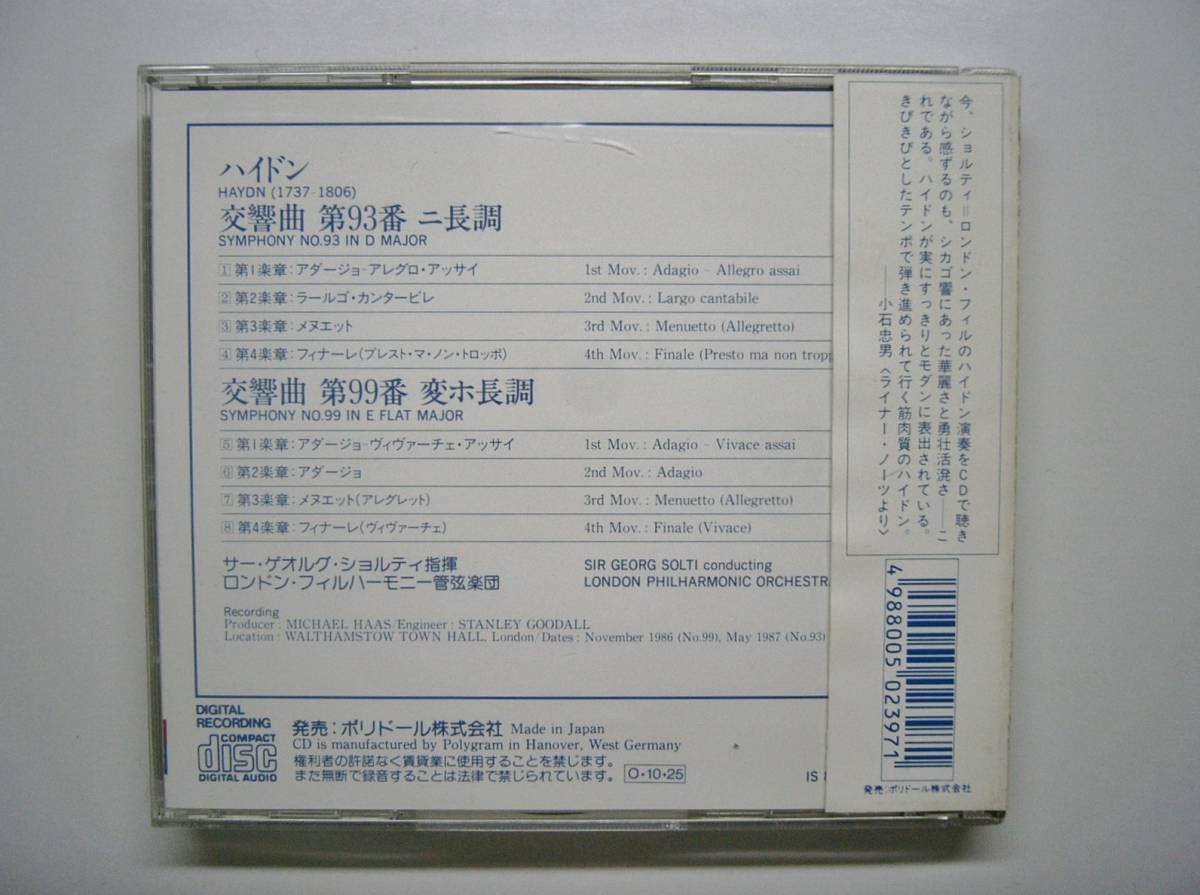 ハイドン
HAYDN (1737-1806)
交響曲 第93番 ニ長調
SYMPHONY NO.93 IN D MAJOR
1 第1楽章:アダージョ-アレグロ・アッサイ 1st Mov.: Adagio - Allegro assai
2 第2楽章:ラールゴ・カンタービレ 2nd Mov.: Largo cantabile
3 第3楽章:メヌエット 3rd Mov.: Menuetto (Allegretto)
4 第4楽章:フィナーレ(プレスト・マ・ノン・トロッポ) 4th Mov.: Finale (Presto ma non tropp
交響曲 第99番 変ホ長調
SYMPHONY NO.99 IN E FLAT MAJOR
5 第1楽章:アダージョ-ヴィヴァーチェ・アッサイ 1st Mov.: Adagio - Vivace assai
6 第2楽章:アダージョ 2nd Mov.: Adagio
7 第3楽章:メヌエット(アレグレット) 3rd Mov.: Menuetto (Allegretto)
8 第4楽章:フィナーレ(ヴィヴァーチェ) 4th Mov.: Finale (Vivace)
サー・ゲオルグ・ショルティ指揮 SIR GEORG SOLTI conducting
ロンドン・フィルハーモニー管弦楽団 LONDON PHILHARMONIC ORCHESTRA
Recording
Producer: MICHAEL HAAS/Engineer: STANLEY GOODALL
Location: WALTHAMSTOW TOWN HALL. London/Dates: November 1986 (No.99), May 1987 (No.93)
DIGITAL
RECORDING
COMPACT
disc
DIGITAL AUDIO
発売:ポリドール株式会社 Made in Japan
CD is manufactured by Polygram in Hanover, West Germany
権利者の許諾なく賃貸業に使用することを禁じます。
また無断で録音することは法律で禁じられています。 O・10・25
IS
今、ショルティ=ロンドン・フィルのハイドン演奏をCDで聴き
ながら感ずるのも、シカゴ響にあった華麗さと勇壮活溌さ――こ
れである。ハイドンが実にすっきりとモダンに表出されている。
きびきびとしたテンポで弾き進められて行く筋肉質のハイドン。
――小石忠男〈ライナー・ノーツより〉
4 988005 023971
発売:ポリドール株式会社